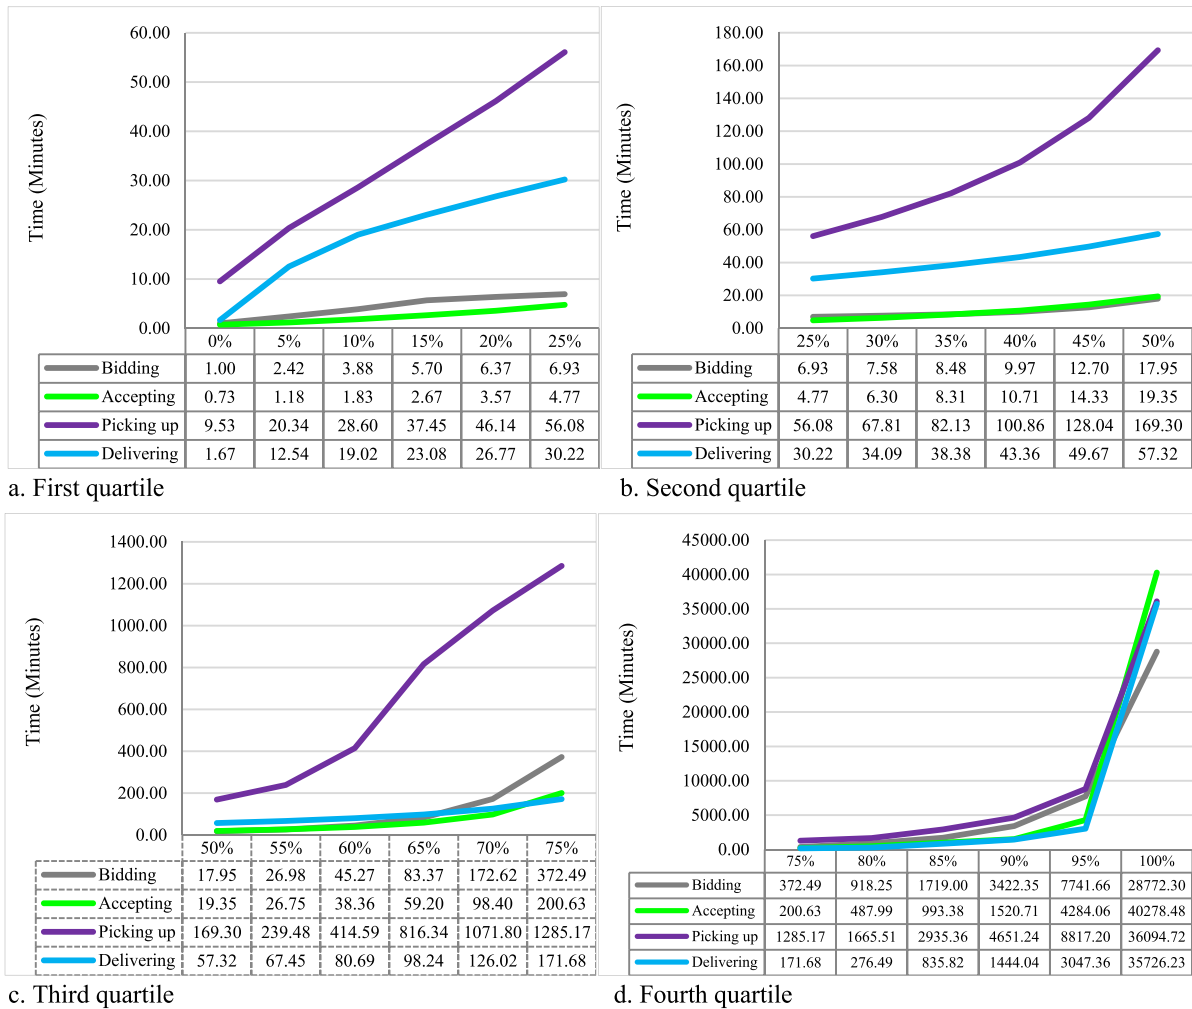 60.00
50.00
40.00
30.00
20.00
10.00
0.00
Time (Minutes)
0% 5% 10% 15% 20% 25%
Bidding 1.00 2.42 3.88 5.70 6.37 6.93
Accepting 0.73 1.18 1.83 2.67 3.57 4.77
Picking up 9.53 20.34 28.60 37.45 46.14 56.08
Delivering 1.67 12.54 19.02 23.08 26.77 30.22
a. First quartile
180.00
160.00
140.00
120.00
100.00
80.00
60.00
40.00
20.00
0.00
Time (Minutes)
25% 30% 35% 40% 45% 50%
Bidding 6.93 7.58 8.48 9.97 12.70 17.95
Accepting 4.77 6.30 8.31 10.71 14.33 19.35
Picking up 56.08 67.81 82.13 100.86 128.04 169.30
Delivering 30.22 34.09 38.38 43.36 49.67 57.32
b. Second quartile
1400.00
1200.00
1000.00
800.00
600.00
400.00
200.00
0.00
Time (Minutes)
50% 55% 60% 65% 70% 75%
Bidding 17.95 26.98 45.27 83.37 172.62 372.49
Accepting 19.35 26.75 38.36 59.20 98.40 200.63
Picking up 169.30 239.48 414.59 816.34 1071.80 1285.17
Delivering 57.32 67.45 80.69 98.24 126.02 171.68
c. Third quartile
45000.00
40000.00
35000.00
30000.00
25000.00
20000.00
15000.00
10000.00
5000.00
0.00
Time (Minutes)
75% 80% 85% 90% 95% 100%
Bidding 372.49 918.25 1719.00 3422.35 7741.66 28772.30
Accepting 200.63 487.99 993.38 1520.71 4284.06 40278.48
Picking up 1285.17 1665.51 2935.36 4651.24 8817.20 36094.72
Delivering 171.68 276.49 835.82 1444.04 3047.36 35726.23
d. Fourth quartile